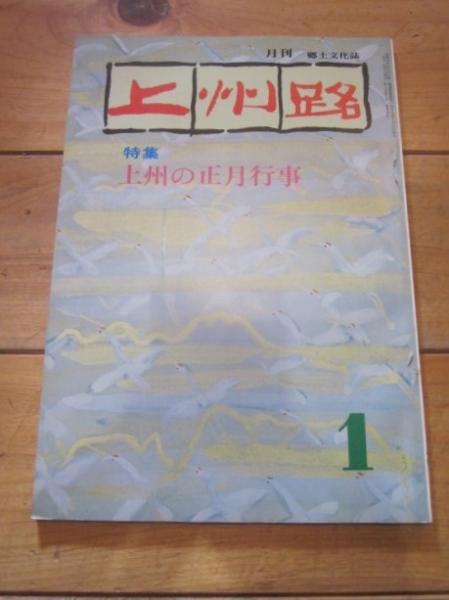 月刊 郷土文化誌
上州路
特集
上州の正月行事
1